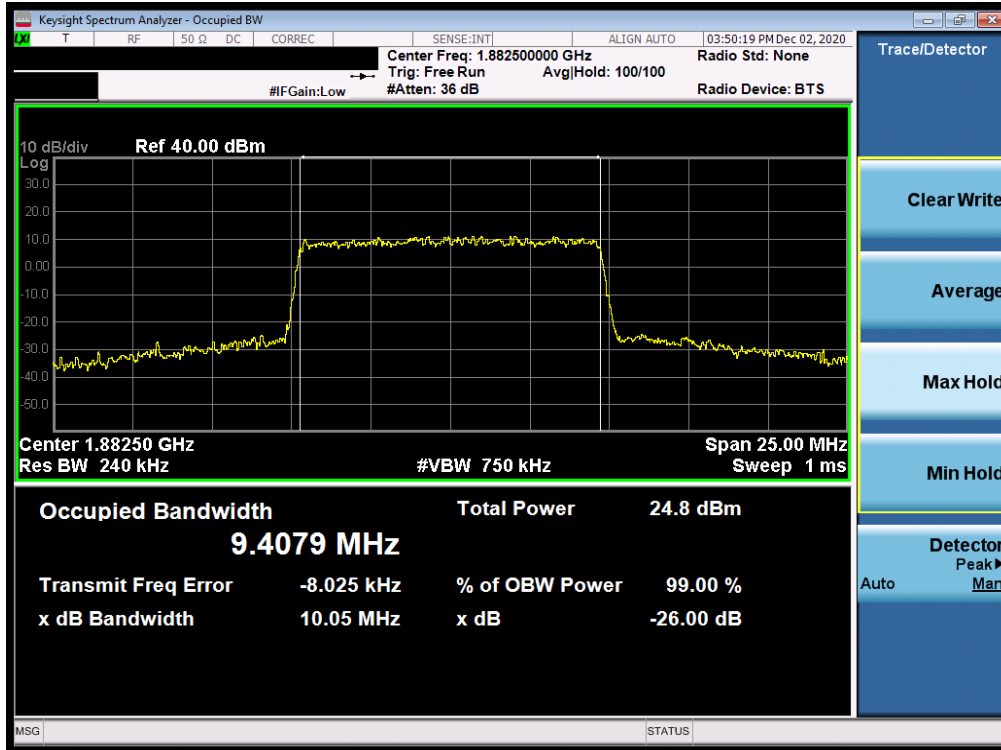 Keysight Spectrum Analyzer - Occupied BW
LXI T RF 50 Ω DC CORREC SENSE:INT ALIGN AUTO 03:50:19 PM Dec 02, 2020
Center Freq: 1.882500000 GHz Radio Std: None
Trig: Free Run Avg|Hold: 100/100
#IFGain:Low #Atten: 36 dB Radio Device: BTS
10 dB/div Ref 40.00 dBm
Log
30.0
20.0
10.0
0.00
-10.0
-20.0
-30.0
-40.0
-50.0
Center 1.88250 GHz Span 25.00 MHz
Res BW 240 kHz #VBW 750 kHz Sweep 1 ms
Occupied Bandwidth Total Power 24.8 dBm
9.4079 MHz
Transmit Freq Error -8.025 kHz % of OBW Power 99.00 %
x dB Bandwidth 10.05 MHz x dB -26.00 dB
MSG STATUS
Trace/Detector
Clear Write
Average
Max Hold
Min Hold
Detector
Peak
Auto Man